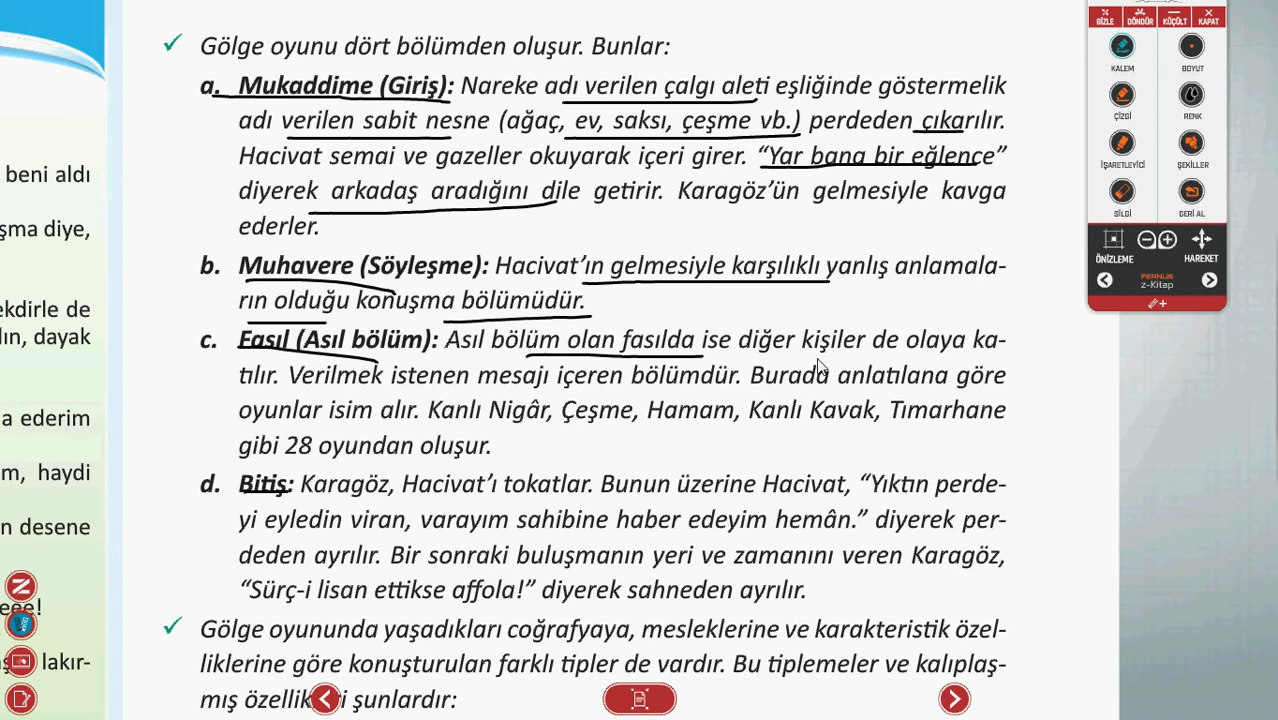 ✓ Gölge oyunu dört bölümden oluşur. Bunlar:
a. Mukaddime (Giriş): Nareke adı verilen çalgı aleti eşliğinde göstermelik
adı verilen sabit nesne (ağaç, ev, saksı, çeşme vb.) perdeden çıkarılır.
Hacivat semai ve gazeller okuyarak içeri girer. “Yar bana bir eğlence”
diyerek arkadaş aradığını dile getirir. Karagöz’ün gelmesiyle kavga
ederler.
b. Muhavere (Söyleşme): Hacivat’ın gelmesiyle karşılıklı yanlış anlamala-
rın olduğu konuşma bölümüdür.
c. Fasıl (Asıl bölüm): Asıl bölüm olan fasılda ise diğer kişiler de olaya ka-
tılır. Verilmek istenen mesajı içeren bölümdür. Burada anlatılana göre
oyunlar isim alır. Kanlı Nigâr, Çeşme, Hamam, Kanlı Kavak, Tımarhane
gibi 28 oyundan oluşur.
d. Bitiş: Karagöz, Hacivat’ı tokatlar. Bunun üzerine Hacivat, “Yıktın perde-
yi eyledin viran, varayım sahibine haber edeyim hemân.” diyerek per-
deden ayrılır. Bir sonraki buluşmanın yeri ve zamanını veren Karagöz,
“Sürç-i lisan ettikse affola!” diyerek sahneden ayrılır.
✓ Gölge oyununda yaşadıkları coğrafyaya, mesleklerine ve karakteristik özel-
liklerine göre konuşturulan farklı tipler de vardır. Bu tiplemeler ve kalıplaş-
mış özellik i şunlardır:
beni aldı
şma diye,
ekdirle de
dın, dayak
a ederim
m, haydi
n desene
eee!
lakır-
GİZLE DÖNDÜR KÜÇÜLT KAPAT
KALEM BOYUT
ÇİZGİ RENK
İŞARETLEYİCİ ŞEKİLLER
SİLGİ GERİ AL
ÖNİZLEME HAREKET
FERNUS
z-Kitap